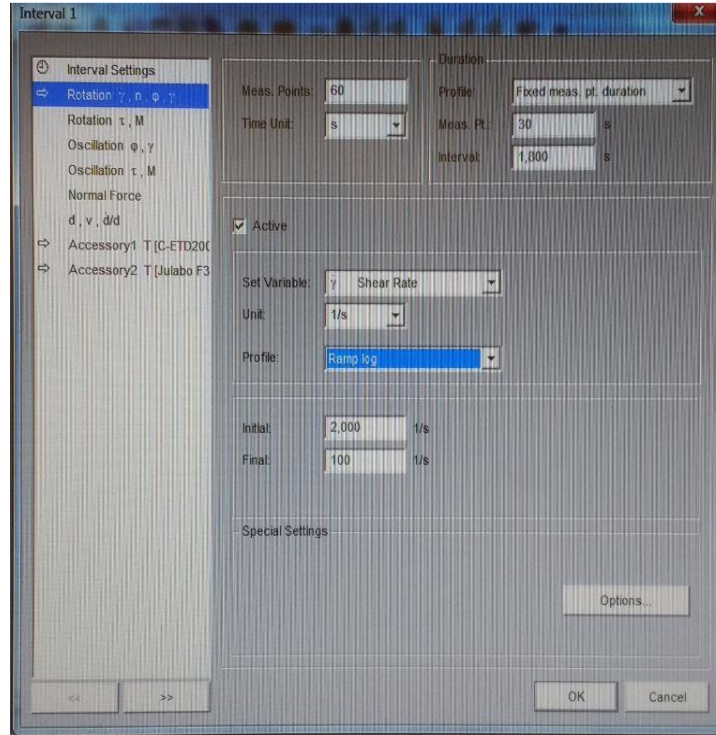 Interval 1
X
Interval Settings
Rotation γ̇ , n , φ , γ
Rotation τ , M
Oscillation φ , γ
Oscillation τ , M
Normal Force
d , v , d/d
Accessory1 T [C-ETD200
Accessory2 T [Julabo F3
<<
>>
Meas. Points: 60
Time Unit: s
Duration
Profile: Fixed meas. pt. duration
Meas. Pt.: 30 s
Interval: 1,800 s
Active
Set Variable: γ̇ Shear Rate
Unit: 1/s
Profile: Ramp log
Initial: 2,000 1/s
Final: 100 1/s
Special Settings
Options...
OK
Cancel